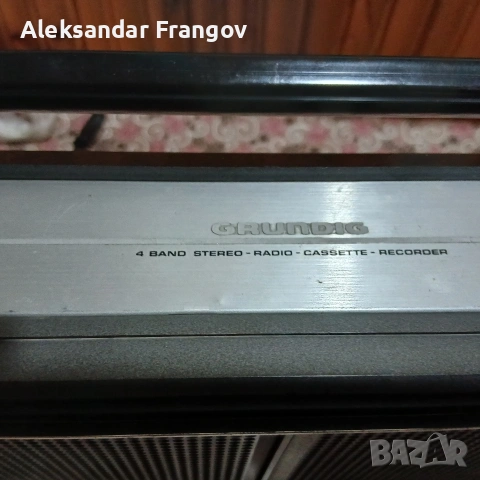 Aleksandar Frangov
GRUNDIG
4 BAND STEREO - RADIO - CASSETTE - RECORDER
BAZAR